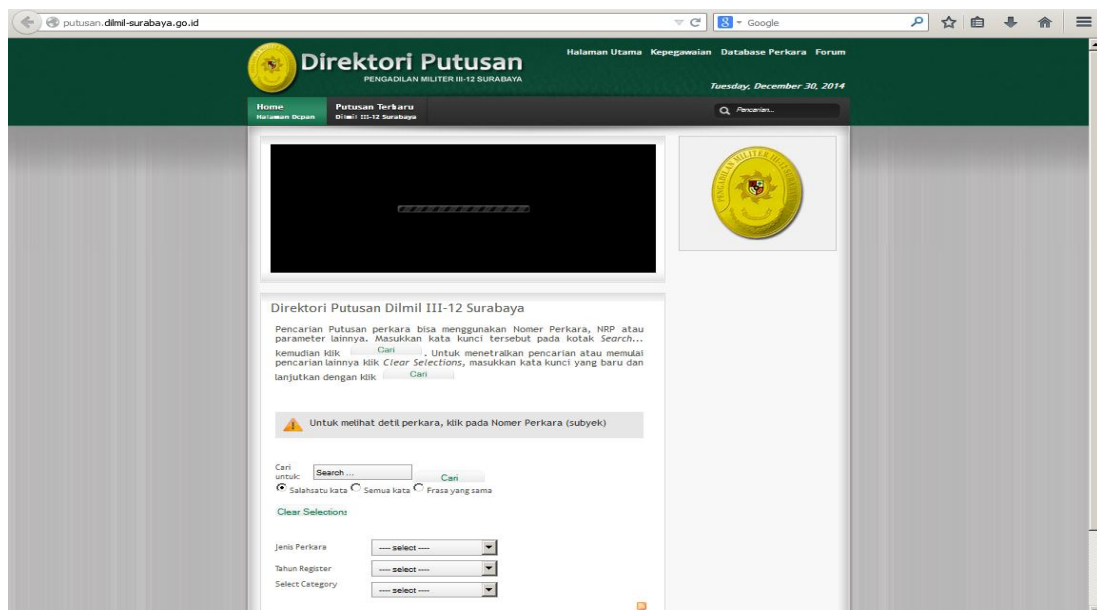 putusan.dilmil-surabaya.go.id
Google
Direktori Putusan
PENGADILAN MILITER III-12 SURABAYA
Halaman Utama Kepegawaian Database Perkara Forum
Tuesday, December 30, 2014
Home
Halaman Depan
Putusan Terbaru
Dilmil III-12 Surabaya
Pencarian...
PENGADILAN MILITER III-12 SURABAYA
Direktori Putusan Dilmil III-12 Surabaya
Pencarian Putusan perkara bisa menggunakan Nomer Perkara, NRP atau
parameter lainnya. Masukkan kata kunci tersebut pada kotak Search...
kemudian klik Cari . Untuk menetralkan pencarian atau memulai
pencarian lainnya klik Clear Selections, masukkan kata kunci yang baru dan
lanjutkan dengan klik Cari
Untuk melihat detil perkara, klik pada Nomer Perkara (subyek)
Cari
untuk: Search ... Cari
Salahsatu kata Semua kata Frasa yang sama
Clear Selections
Jenis Perkara ---- select ----
Tahun Register ---- select ----
Select Category ---- select ----